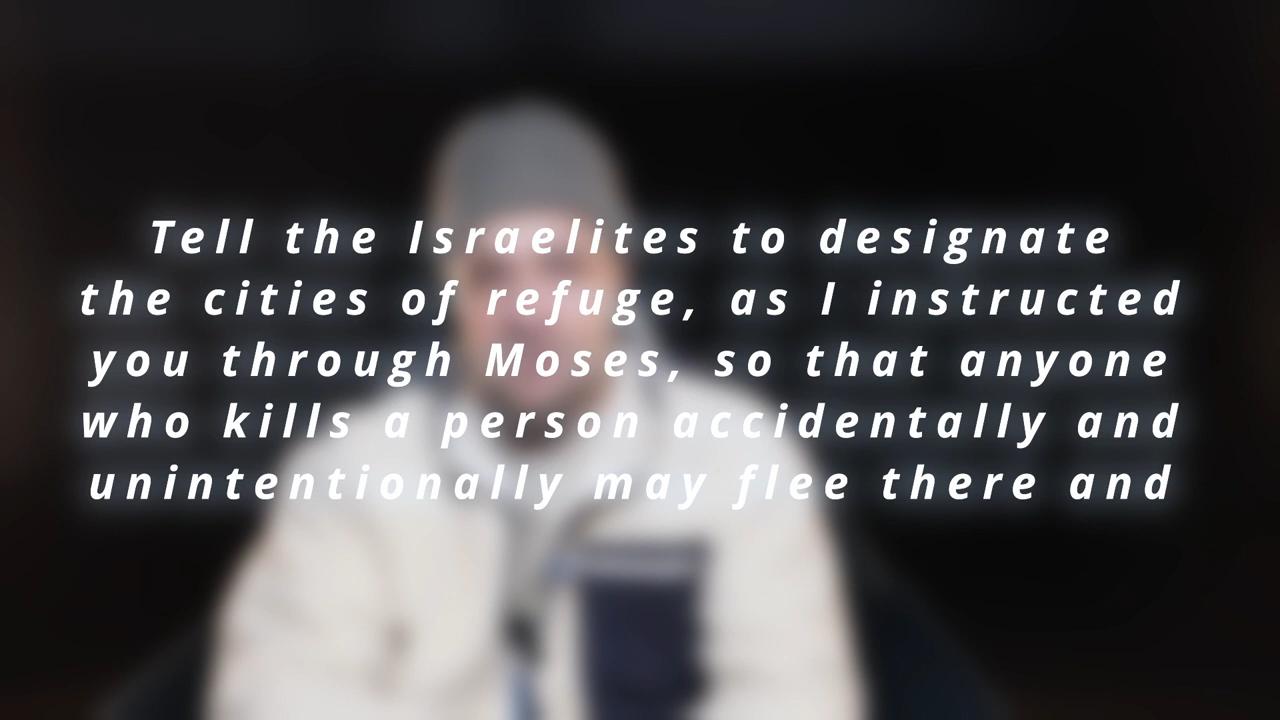 Tell the Israelites to designate
the cities of refuge, as I instructed
you through Moses, so that anyone
who kills a person accidentally and
unintentionally may flee there and